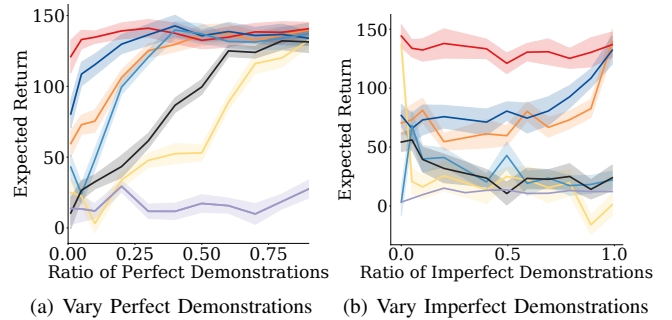 150
100
50
0
Expected Return
0.00 0.25 0.50 0.75
Ratio of Perfect Demonstrations
(a) Vary Perfect Demonstrations
150
100
50
0
Expected Return
0.0 0.5 1.0
Ratio of Imperfect Demonstrations
(b) Vary Imperfect Demonstrations